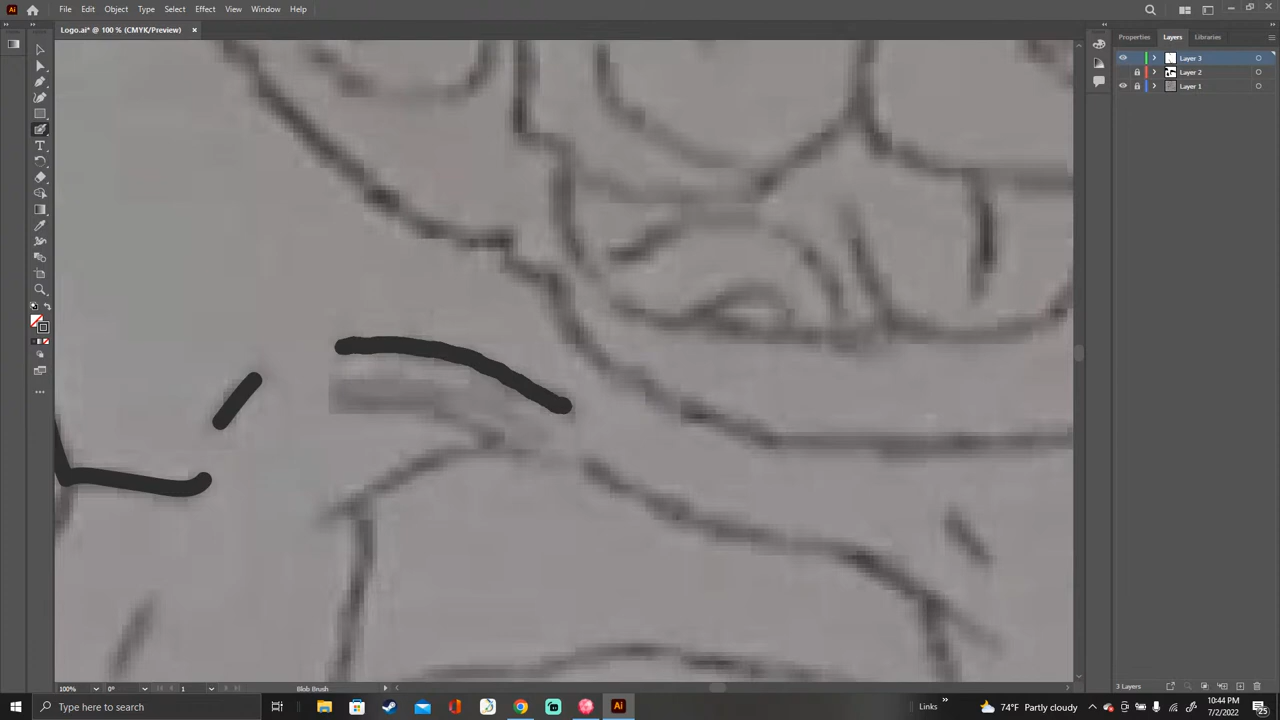 Ai
File Edit Object Type Select Effect View Window Help
Logo.ai* @ 100 % (CMYK/Preview)
Properties Layers Libraries
Layer 3
Layer 2
Layer 1
100% 0° 1 Blob Brush
3 Layers
Type here to search
Links
74°F Partly cloudy
10:44 PM
7/2/2022
Ai